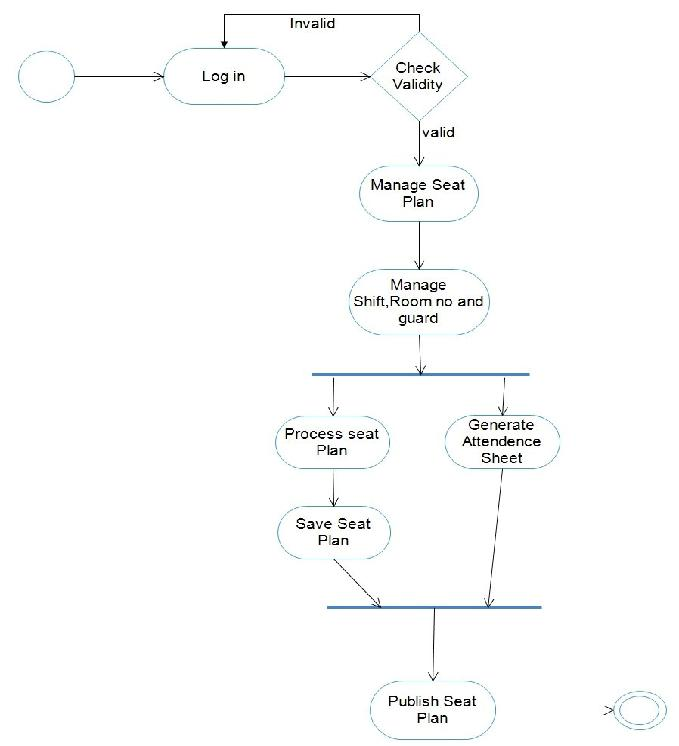 Invalid
Log in
Check
Validity
valid
Manage Seat
Plan
Manage
Shift,Room no and
guard
Process seat
Plan
Generate
Attendence
Sheet
Save Seat
Plan
Publish Seat
Plan